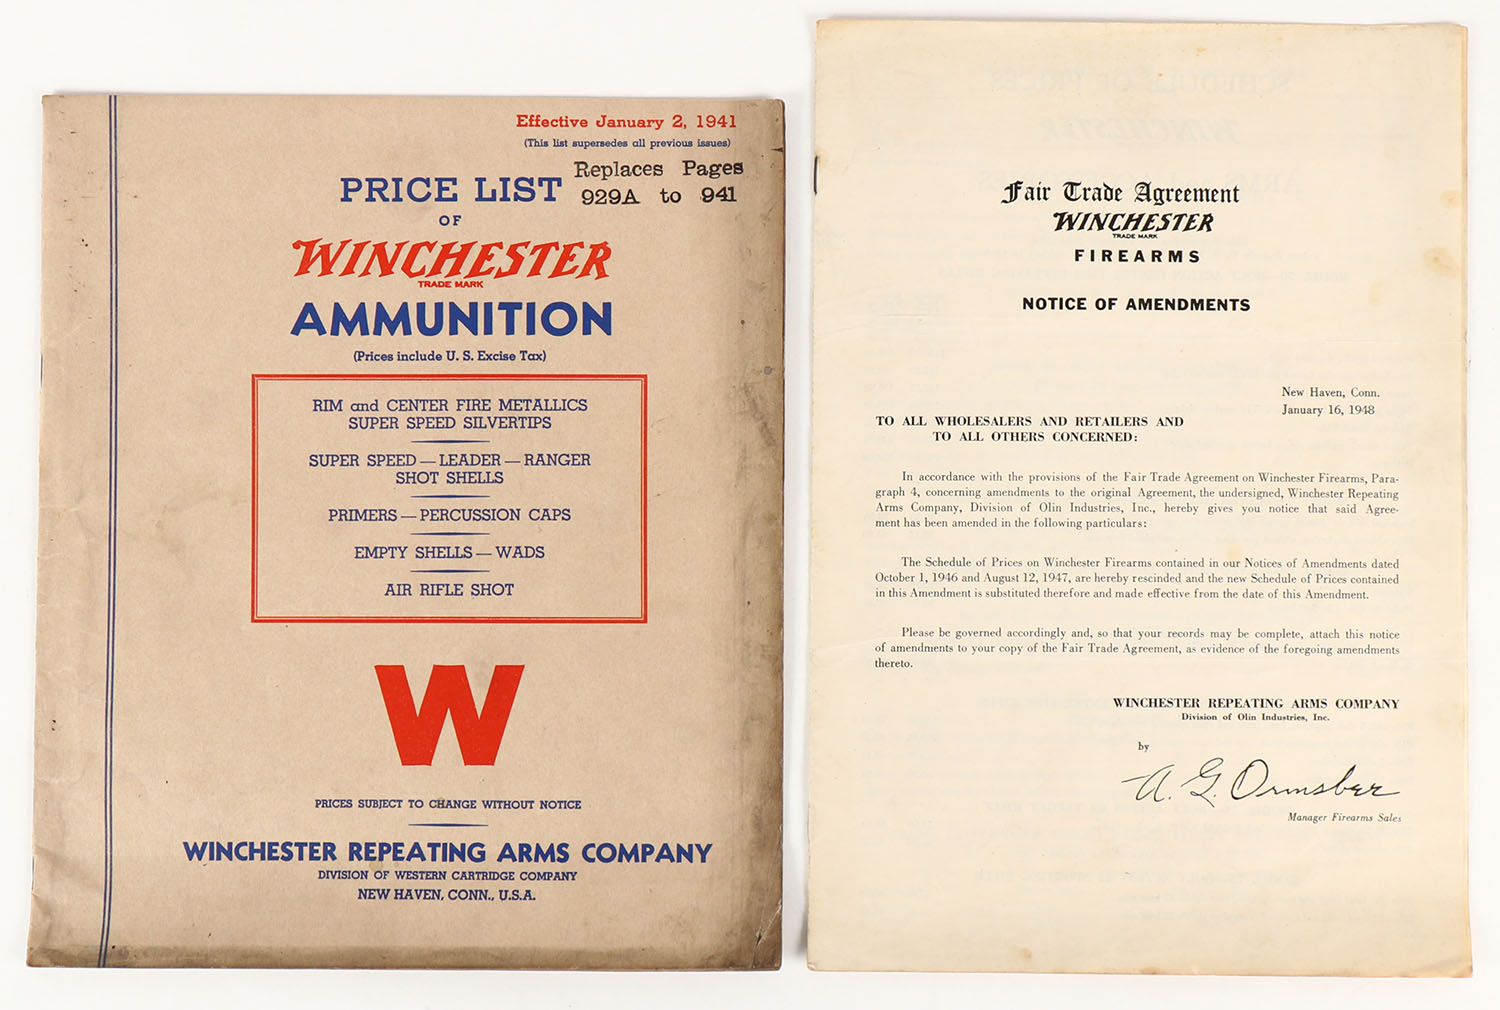 Effective January 2, 1941
(This list supersedes all previous issues)
Replaces Pages
929A to 941
PRICE LIST
OF
WINCHESTER
TRADE MARK
AMMUNITION
(Prices include U. S. Excise Tax)
RIM and CENTER FIRE METALLICS
SUPER SPEED SILVERTIPS
SUPER SPEED — LEADER — RANGER
SHOT SHELLS
PRIMERS — PERCUSSION CAPS
EMPTY SHELLS — WADS
AIR RIFLE SHOT
W
PRICES SUBJECT TO CHANGE WITHOUT NOTICE
WINCHESTER REPEATING ARMS COMPANY
DIVISION OF WESTERN CARTRIDGE COMPANY
NEW HAVEN, CONN., U.S.A.
Fair Trade Agreement
WINCHESTER
TRADE MARK
FIREARMS
NOTICE OF AMENDMENTS
New Haven, Conn.
January 16, 1948
TO ALL WHOLESALERS AND RETAILERS AND
TO ALL OTHERS CONCERNED:
In accordance with the provisions of the Fair Trade Agreement on Winchester Firearms, Para-
graph 4, concerning amendments to the original Agreement, the undersigned, Winchester Repeating
Arms Company, Division of Olin Industries, Inc., hereby gives you notice that said Agree-
ment has been amended in the following particulars:
The Schedule of Prices on Winchester Firearms contained in our Notices of Amendments dated
October 1, 1946 and August 12, 1947, are hereby rescinded and the new Schedule of Prices contained
in this Amendment is substituted therefore and made effective from the date of this Amendment.
Please be governed accordingly and, so that your records may be complete, attach this notice
of amendments to your copy of the Fair Trade Agreement, as evidence of the foregoing amendments
thereto.
WINCHESTER REPEATING ARMS COMPANY
Division of Olin Industries, Inc.
by
A. G. Ormsbee
Manager Firearms Sales